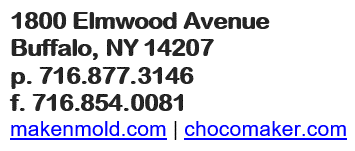 1800 Elmwood Avenue
Buffalo, NY 14207
p. 716.877.3146
f. 716.854.0081
makenmold.com | chocomaker.com